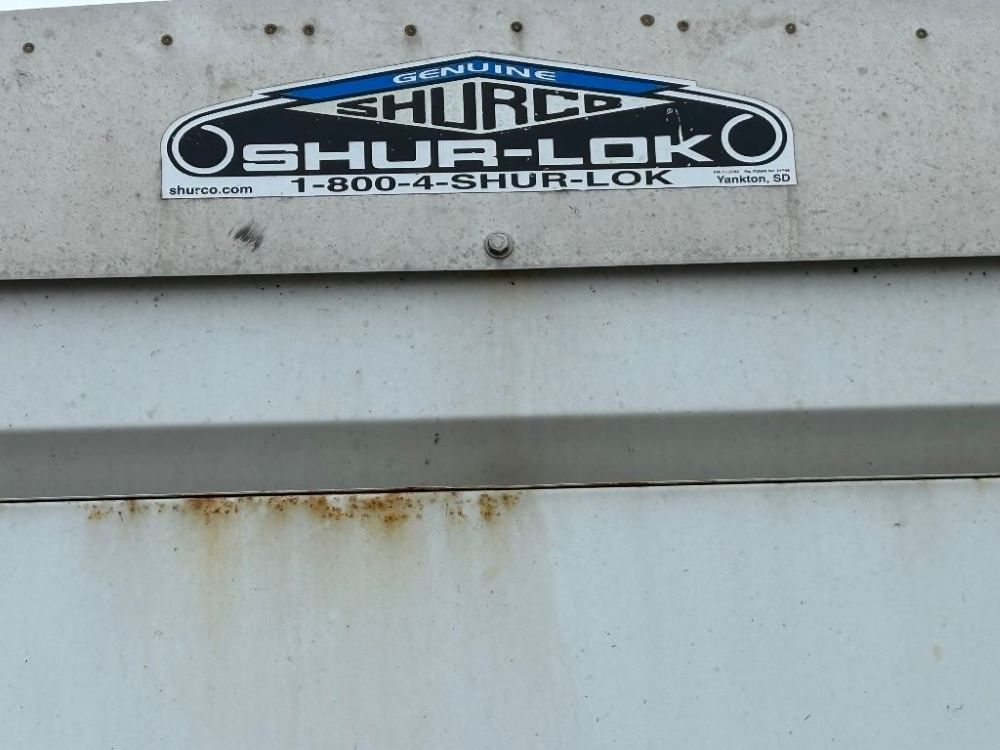 GENUINE
SHURCO
SHUR-LOK
shurco.com
1-800-4-SHUR-LOK
Yankton, SD